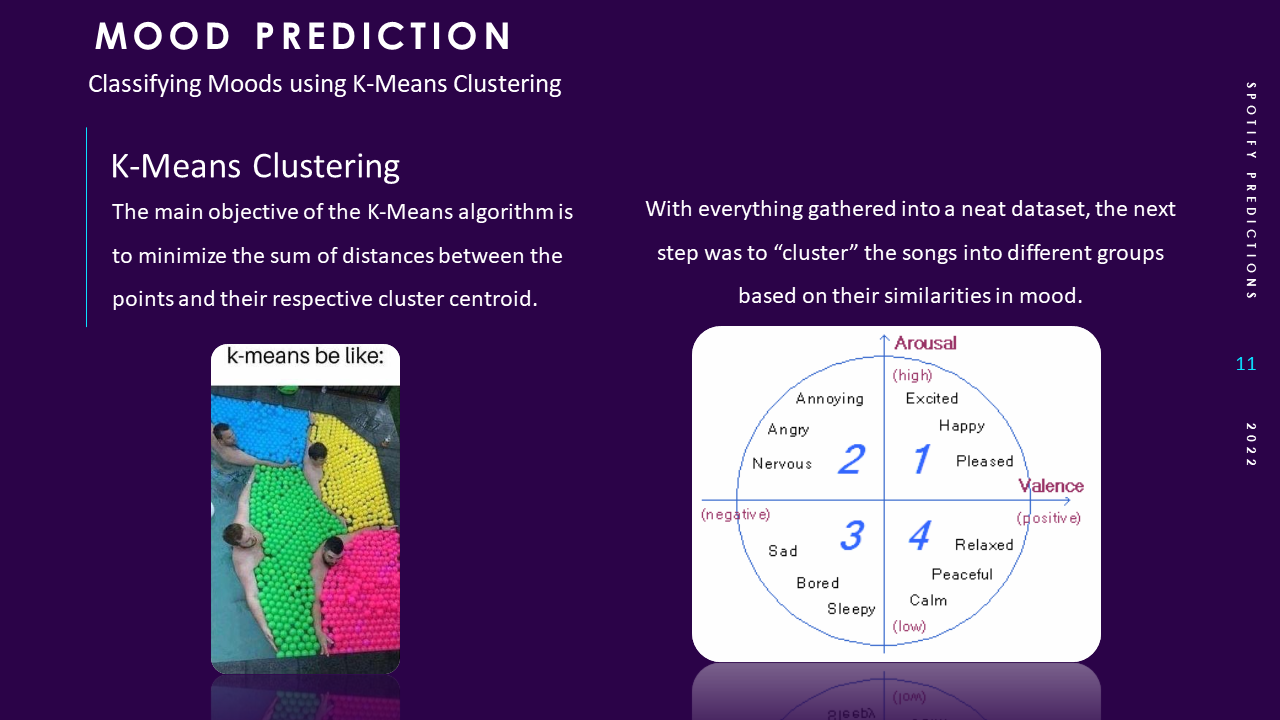 MOOD PREDICTION
Classifying Moods using K-Means Clustering
K-Means Clustering
The main objective of the K-Means algorithm is
to minimize the sum of distances between the
points and their respective cluster centroid.
k-means be like:
With everything gathered into a neat dataset, the next
step was to “cluster” the songs into different groups
based on their similarities in mood.
Arousal
(high)
Annoying
Excited
Angry
Happy
Nervous
2
1
Pleased
Valence
(negative)
(positive)
3
4
Sad
Relaxed
Bored
Peaceful
Sleepy
Calm
(low)
(low)
Sleepy
SPOTIFY PREDICTIONS
11
2022